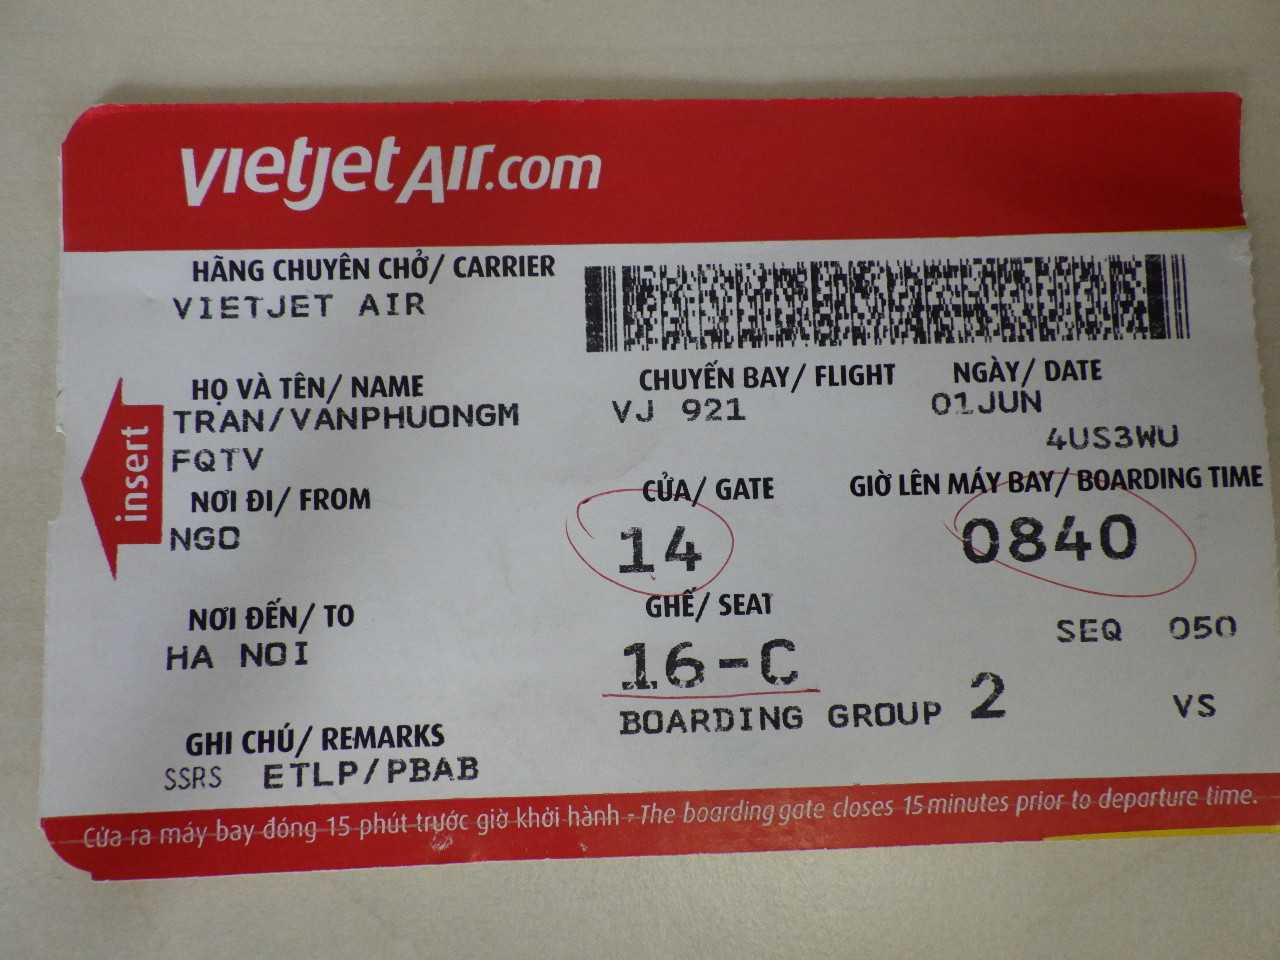 vietjetAir.com
HÃNG CHUYÊN CHỞ/ CARRIER
VIETJET AIR
HỌ VÀ TÊN/ NAME
TRAN/VANPHUONGM
FQTV
CHUYẾN BAY/ FLIGHT
VJ 921
NGÀY/ DATE
01JUN
4US3WU
insert
NƠI ĐI/ FROM
NGO
CỬA/ GATE
14
GIỜ LÊN MÁY BAY/ BOARDING TIME
0840
NƠI ĐẾN/ TO
HA NOI
GHẾ/ SEAT
16-C
SEQ 050
BOARDING GROUP 2
VS
GHI CHÚ/ REMARKS
SSRS ETLP/PBAB
Cửa ra máy bay đóng 15 phút trước giờ khởi hành - The boarding gate closes 15 minutes prior to departure time.